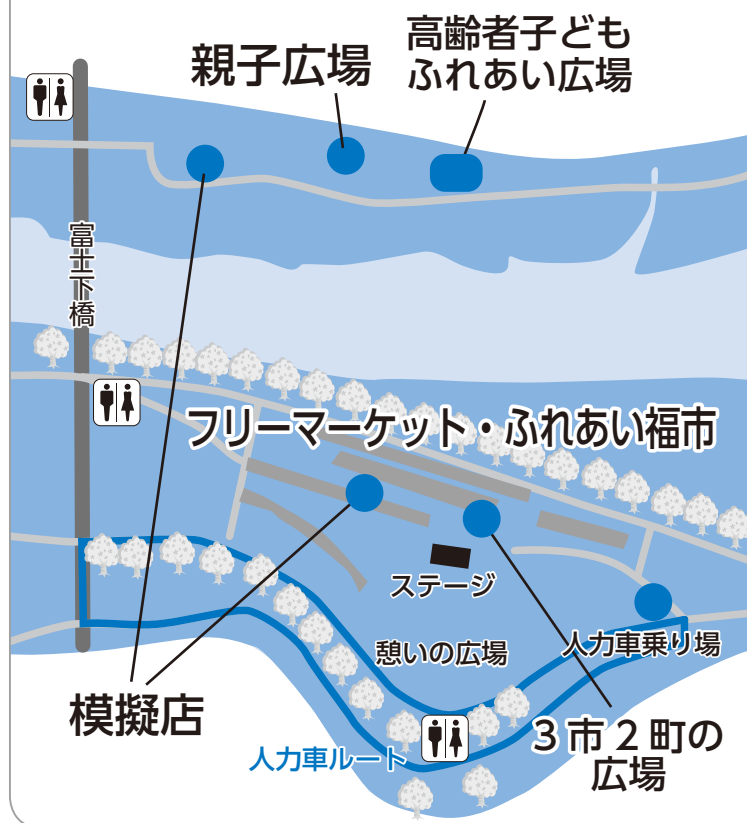 親子広場
高齢者子ども
ふれあい広場
富士下橋
フリーマーケット・ふれあい福市
ステージ
憩いの広場
人力車乗り場
模擬店
人力車ルート
3市2町の
広場